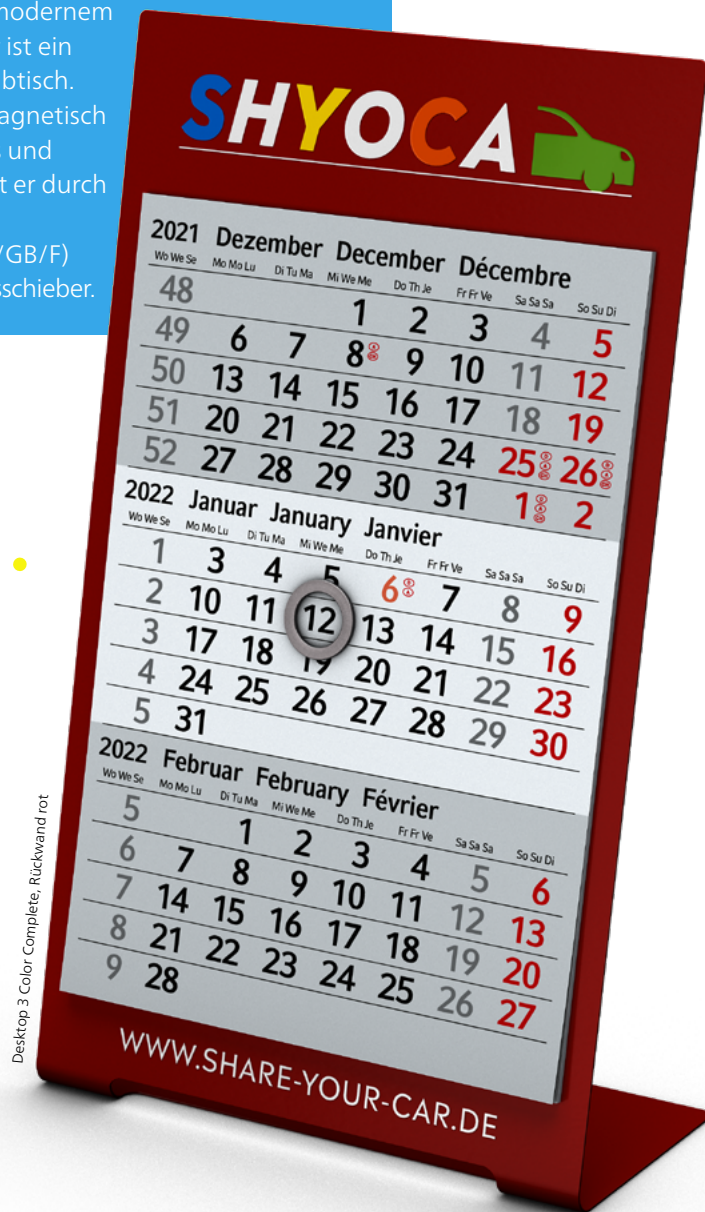 modernem
ist ein
btisch.
agnetisch
und
t er durch
/GB/F)
sschieber.
SHYOCA
2021 Dezember December Décembre
Wo We Se Mo Mo Lu Di Tu Ma Mi We Me Do Th Je Fr Fr Ve Sa Sa Sa So Su Di
48 1 2 3 4 5
49 6 7 8 9 10 11 12
50 13 14 15 16 17 18 19
51 20 21 22 23 24 25 26
52 27 28 29 30 31 1 2
2022 Januar January Janvier
Wo We Se Mo Mo Lu Di Tu Ma Mi We Me Do Th Je Fr Fr Ve Sa Sa Sa So Su Di
1 3 4 5 6 7 8 9
2 10 11 12 13 14 15 16
3 17 18 19 20 21 22 23
4 24 25 26 27 28 29 30
5 31
2022 Februar February Février
Wo We Se Mo Mo Lu Di Tu Ma Mi We Me Do Th Je Fr Fr Ve Sa Sa Sa So Su Di
5 1 2 3 4 5 6
6 7 8 9 10 11 12 13
7 14 15 16 17 18 19 20
8 21 22 23 24 25 26 27
9 28
WWW.SHARE-YOUR-CAR.DE
Desktop 3 Color Complete, Rückwand rot